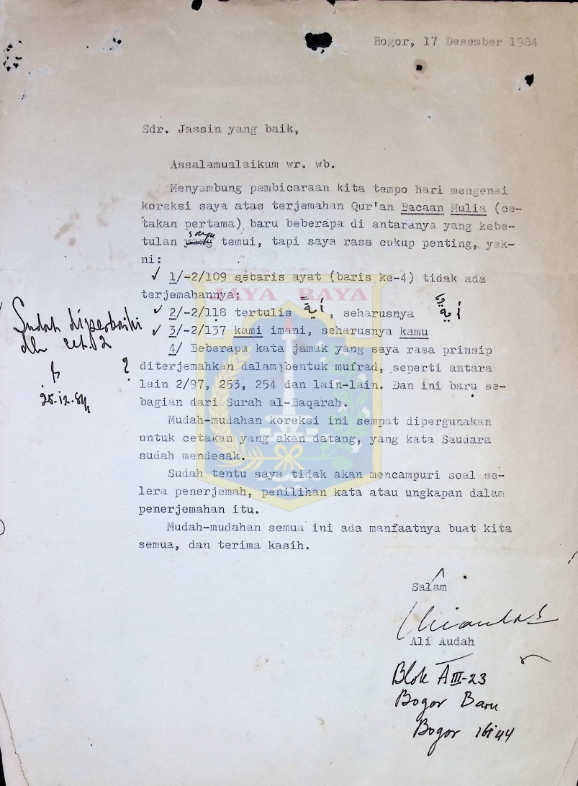 Bogor, 17 Desember 1984
Sdr. Jassin yang baik,
Assalamualaikum wr. wb.
Menyambung pembicaraan kita tempo hari mengenai
koreksi saya atas terjemahan Qur'an Bacaan Mulia (ce-
takan pertama) baru beberapa di antaranya yang kebe-
tulan saya temui, tapi saya rasa cukup penting, yak-
ni:
✓ 1/-2/109 sebaris ayat (baris ke-4) tidak ada
terjemahannya;
JAYA RAYA
✓ 2/-2/118 tertulis أية, seharusnya أية
✓ 3/-2/137 kami imani, seharusnya kamu
Sudah diperbaiki
dlm cet. 2
25.12.84
? 4/ Beberapa kata jamak yang saya rasa prinsip
diterjemahkan dalam bentuk mufrad, seperti antara
lain 2/97, 253, 254 dan lain-lain. Dan ini baru se-
bagian dari Surah al-Baqarah.
Mudah-mudahan koreksi ini sempat dipergunakan
untuk cetakan yang akan datang, yang kata Saudara
sudah mendesak.
Sudah tentu saya tidak akan mencampuri soal se-
lera penerjemah, penilihan kata atau ungkapan dalam
penerjemahan itu.
Mudah-mudahan semua ini ada manfaatnya buat kita
semua, dan terima kasih.
Salam
Ali Audah
Blok A III-23
Bogor Baru
Bogor 16144